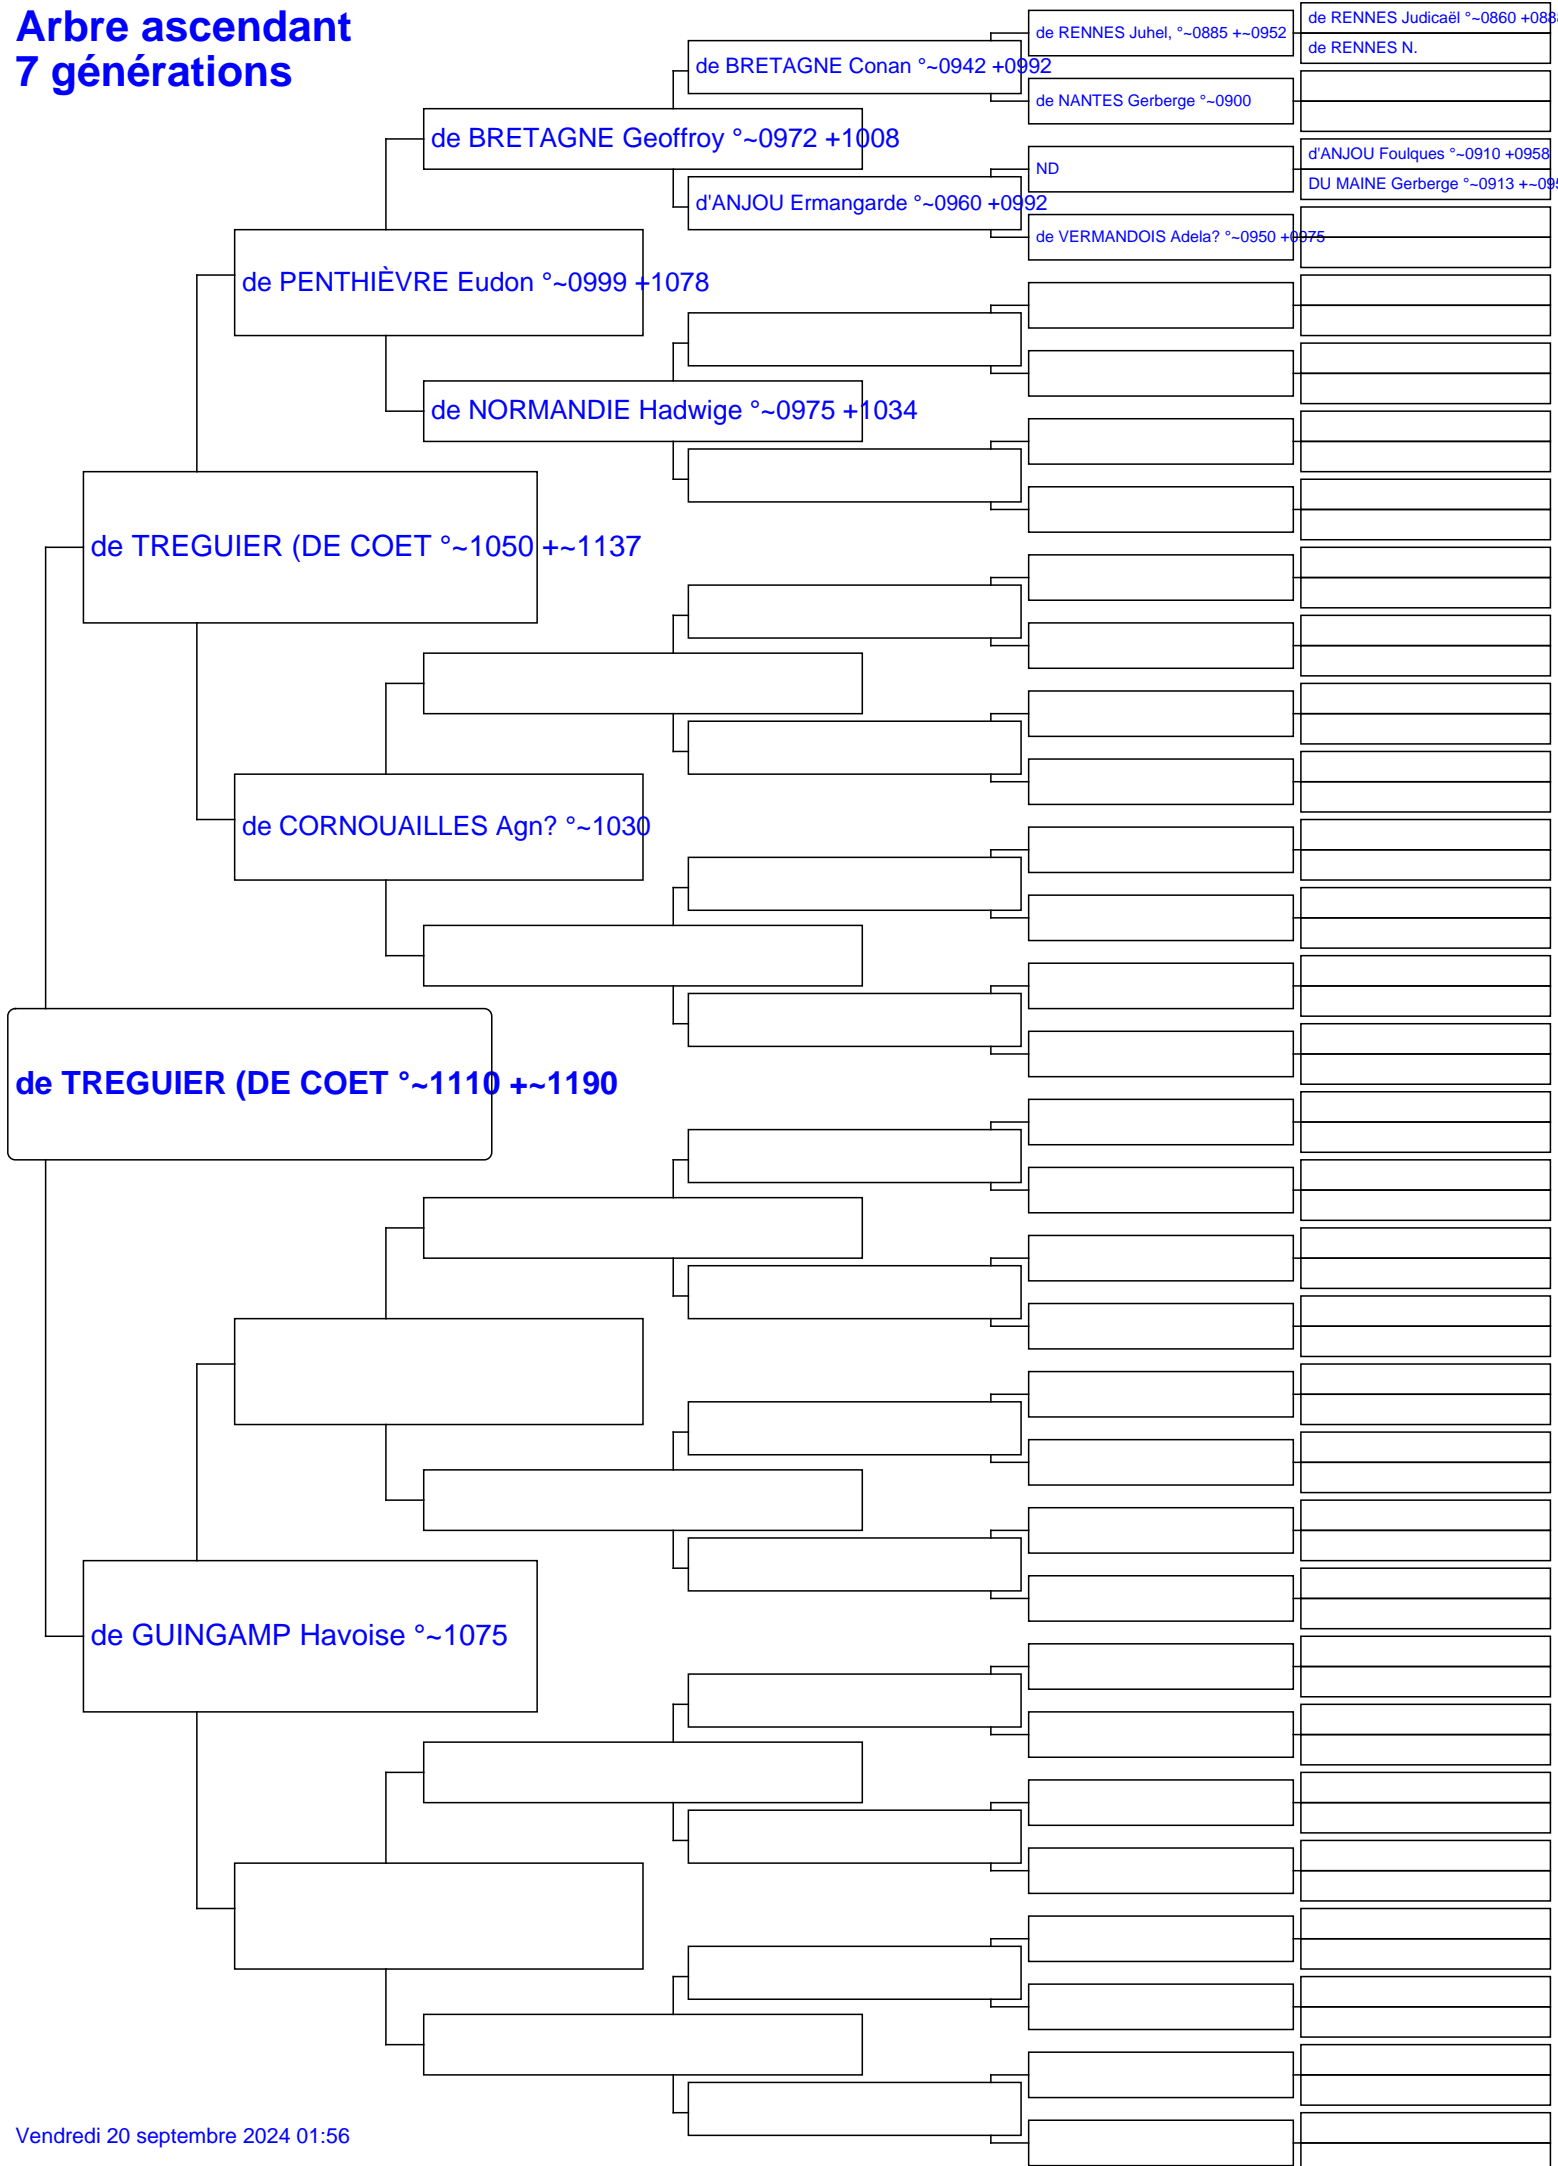 Arbre ascendant
7 générations
de RENNES Judicaël °~0860 +088
de RENNES Juhel, °~0885 +~0952
de RENNES N.
de BRETAGNE Conan °~0942 +0992
de NANTES Gerberge °~0900
de BRETAGNE Geoffroy °~0972 +1008
d'ANJOU Foulques °~0910 +0958
ND
DU MAINE Gerberge °~0913 +~095
d'ANJOU Ermangarde °~0960 +0992
de VERMANDOIS Adela? °~0950 +0975
de PENTHIÈVRE Eudon °~0999 +1078
de NORMANDIE Hadwige °~0975 +1034
de TREGUIER (DE COET °~1050 +~1137
de CORNOUAILLES Agn? °~1030
de TREGUIER (DE COET °~1110 +~1190
de GUINGAMP Havoise °~1075
Vendredi 20 septembre 2024 01:56